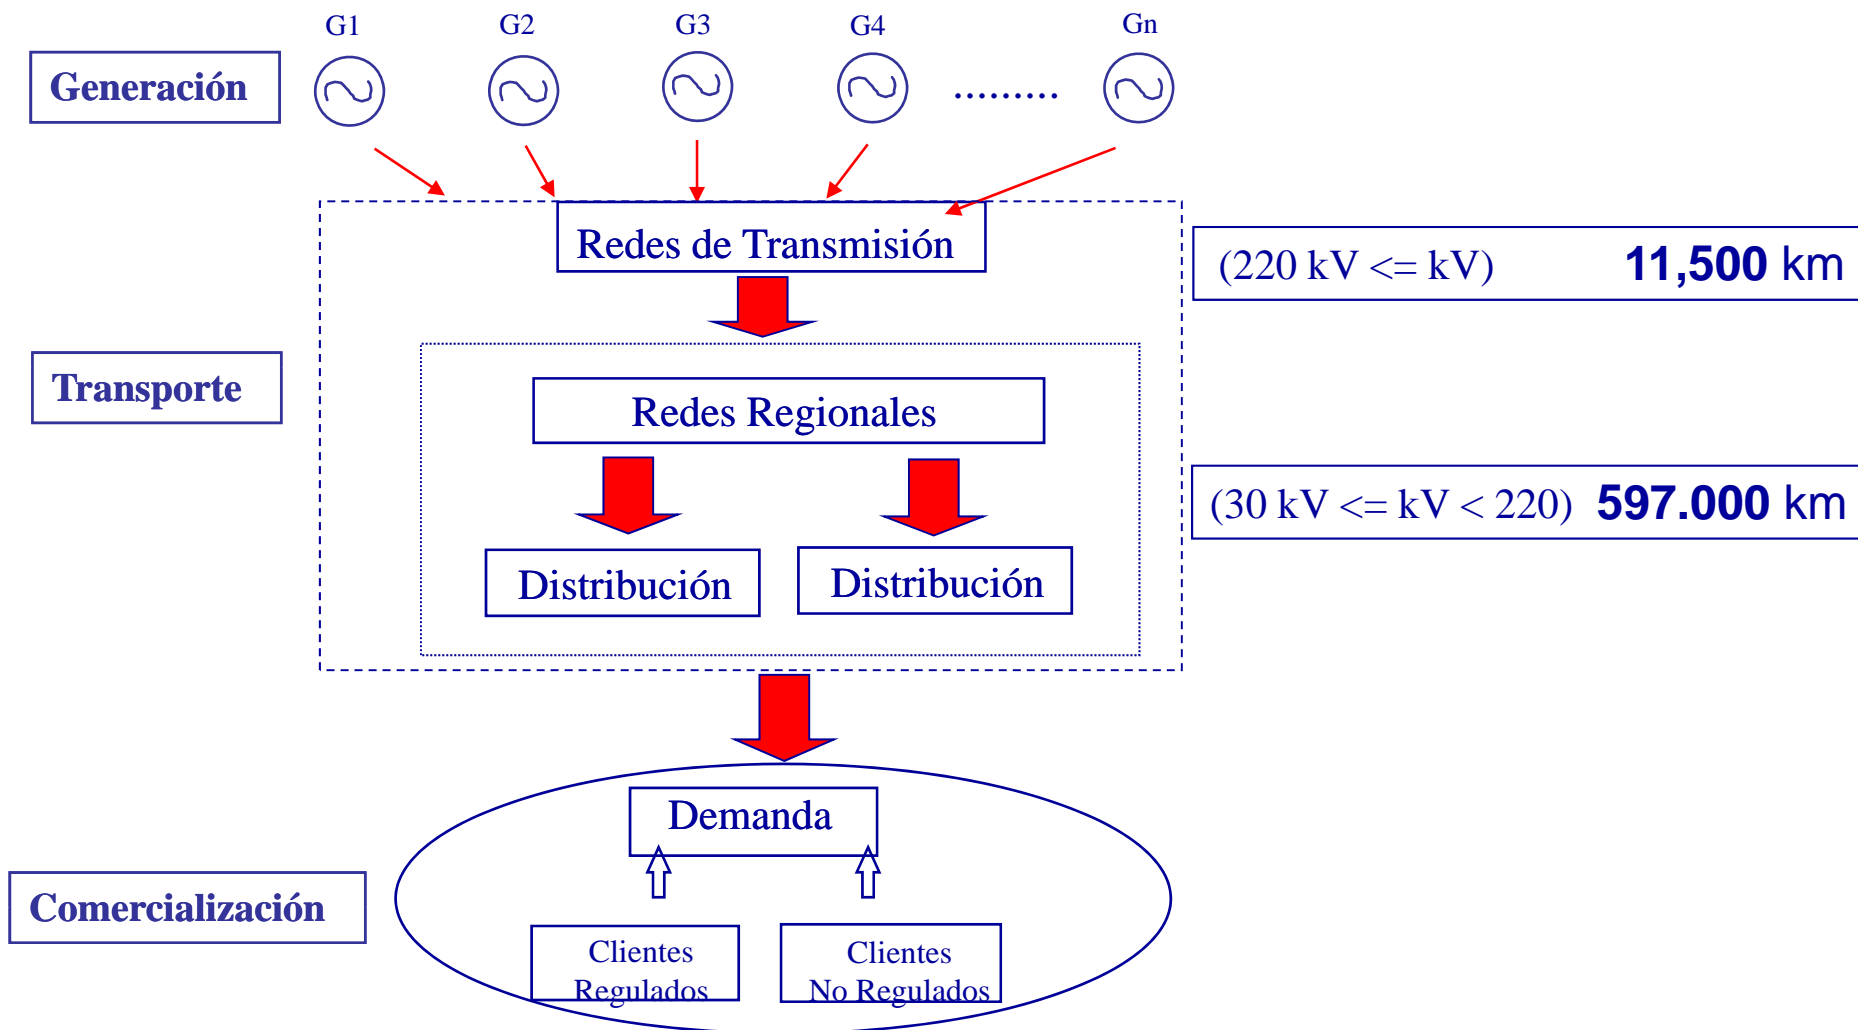 G1 G2 G3 G4 Gn
Generación
.........
Redes de Transmisión
(220 kV <= kV) 11,500 km
Transporte
Redes Regionales
(30 kV <= kV < 220) 597.000 km
Distribución
Distribución
Demanda
Comercialización
Clientes
Regulados
Clientes
No Regulados